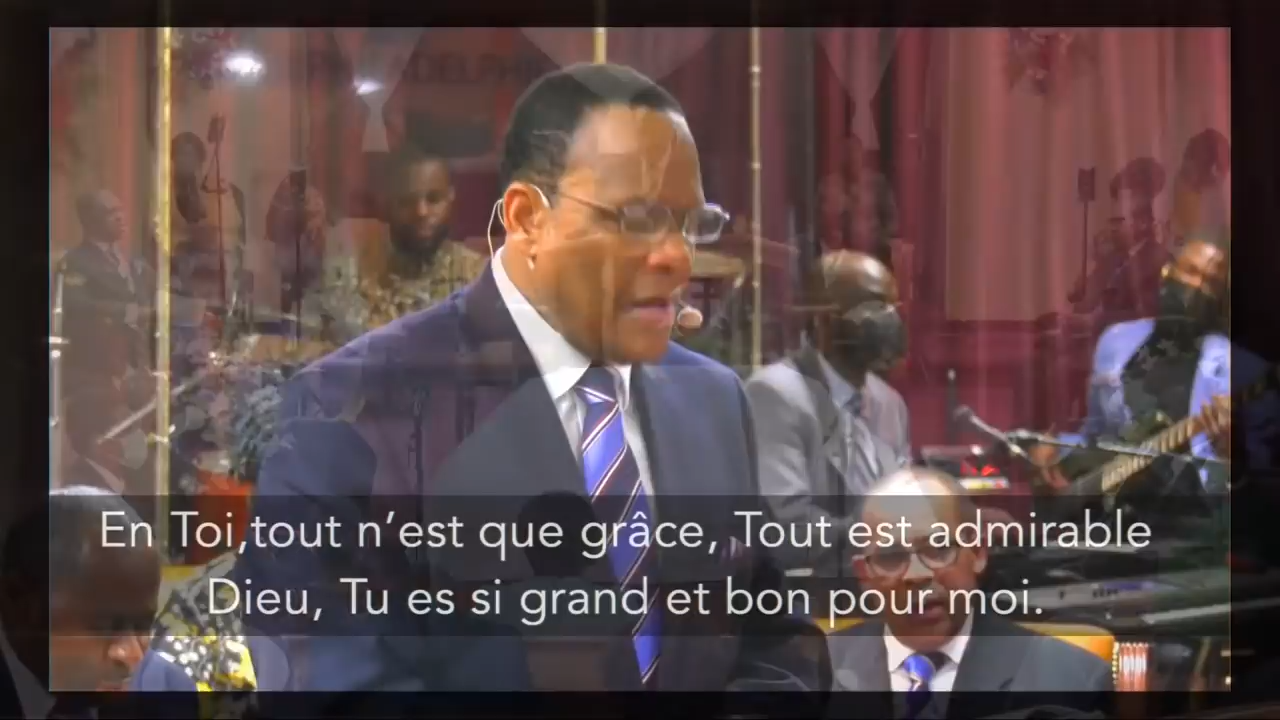 En Toi,tout n’est que grâce, Tout est admirable
Dieu, Tu es si grand et bon pour moi.